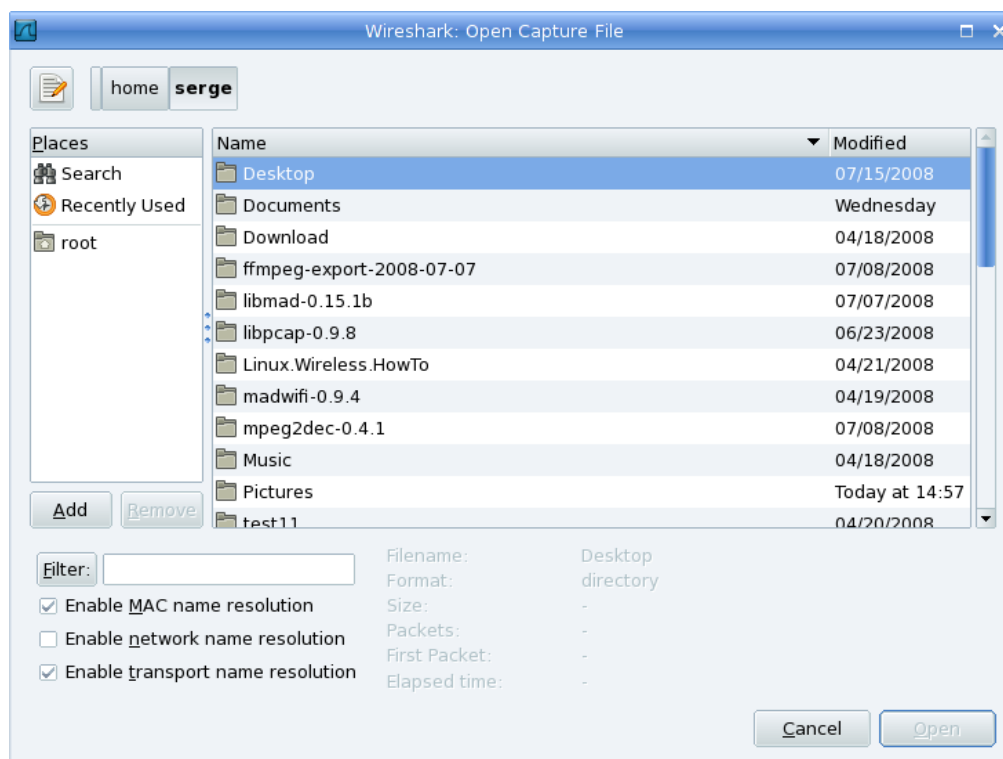 Wireshark: Open Capture File
home serge
Places
Search
Recently Used
root
Add Remove
Name Modified
Desktop 07/15/2008
Documents Wednesday
Download 04/18/2008
ffmpeg-export-2008-07-07 07/08/2008
libmad-0.15.1b 07/07/2008
libpcap-0.9.8 06/23/2008
Linux.Wireless.HowTo 04/21/2008
madwifi-0.9.4 04/19/2008
mpeg2dec-0.4.1 07/08/2008
Music 04/18/2008
Pictures Today at 14:57
test11 04/20/2008
Filter:
Enable MAC name resolution
Enable network name resolution
Enable transport name resolution
Filename: Desktop
Format: directory
Size: -
Packets: -
First Packet: -
Elapsed time: -
Cancel Open